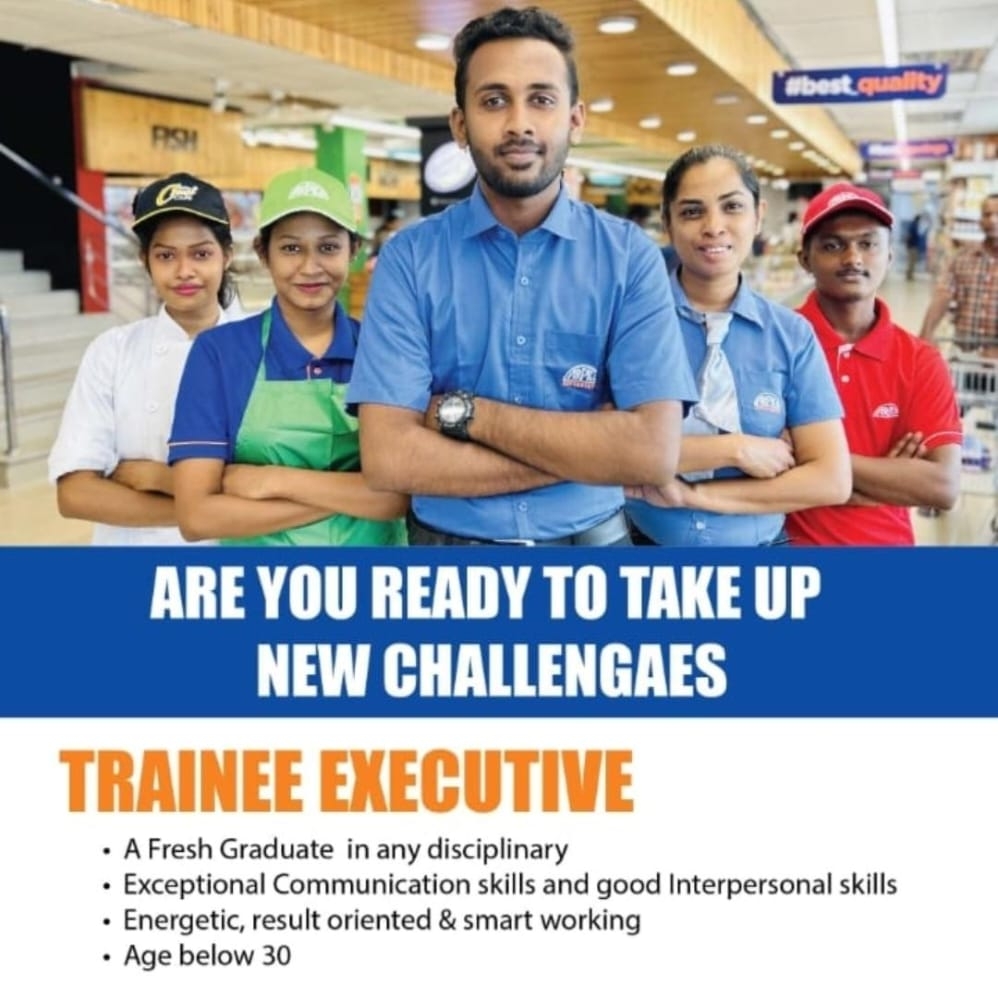 FISH
#best_quality
ARE YOU READY TO TAKE UP
NEW CHALLENGAES
TRAINEE EXECUTIVE
• A Fresh Graduate in any disciplinary
• Exceptional Communication skills and good Interpersonal skills
• Energetic, result oriented & smart working
• Age below 30